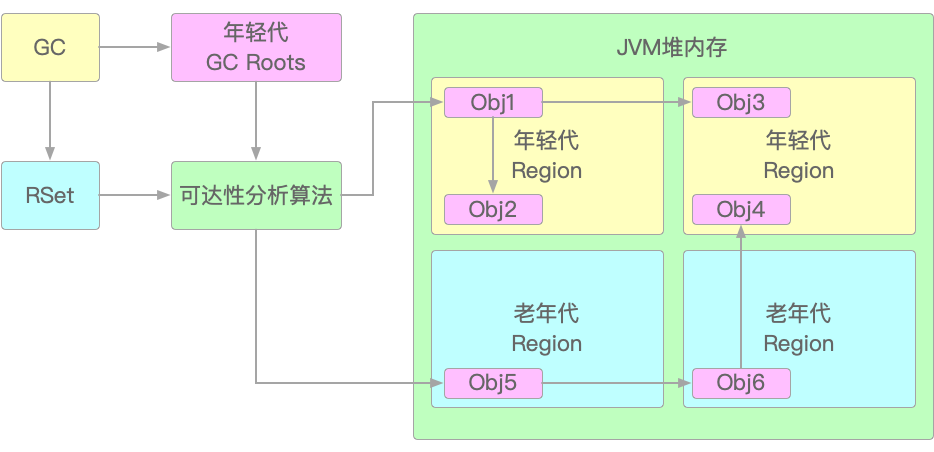 GC
年轻代
GC Roots
JVM堆内存
Obj1
Obj3
年轻代
Region
年轻代
Region
RSet
可达性分析算法
Obj2
Obj4
老年代
Region
老年代
Region
Obj5
Obj6